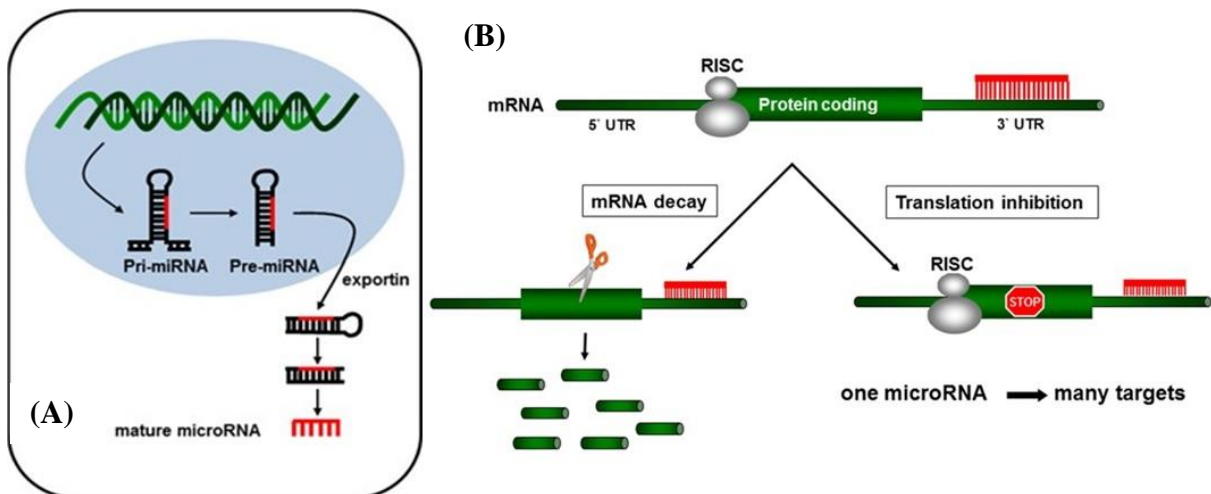 (A)
Pri-miRNA
Pre-miRNA
exportin
mature microRNA
(B)
RISC
mRNA
Protein coding
5` UTR
3` UTR
mRNA decay
Translation inhibition
RISC
STOP
one microRNA
many targets